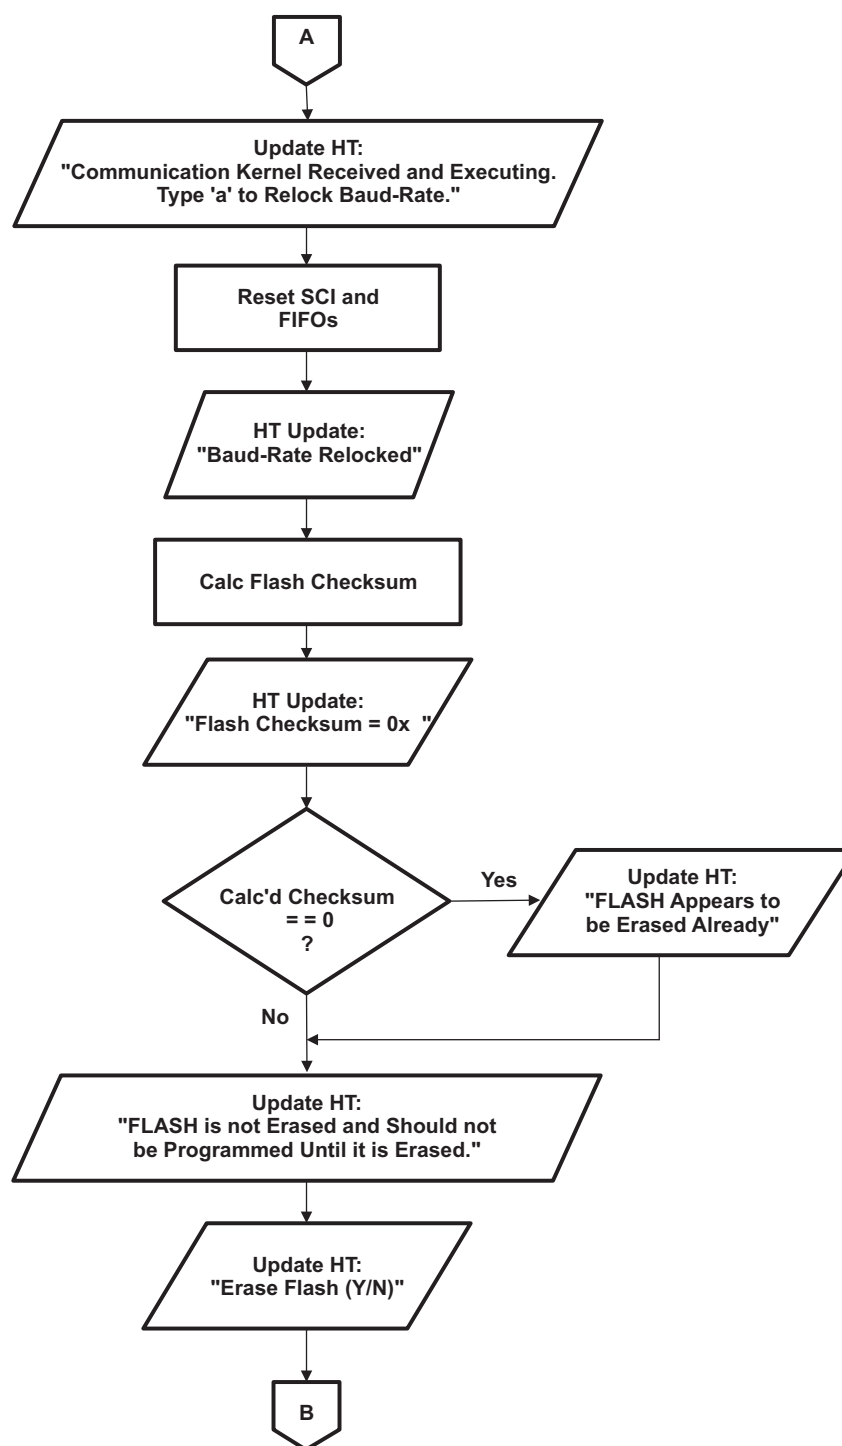 A
Update HT:
"Communication Kernel Received and Executing.
Type 'a' to Relock Baud-Rate."
Reset SCI and
FIFOs
HT Update:
"Baud-Rate Relocked"
Calc Flash Checksum
HT Update:
"Flash Checksum = 0x  "
Calc'd Checksum
= = 0
?
Yes
Update HT:
"FLASH Appears to
be Erased Already"
No
Update HT:
"FLASH is not Erased and Should not
be Programmed Until it is Erased."
Update HT:
"Erase Flash (Y/N)"
B